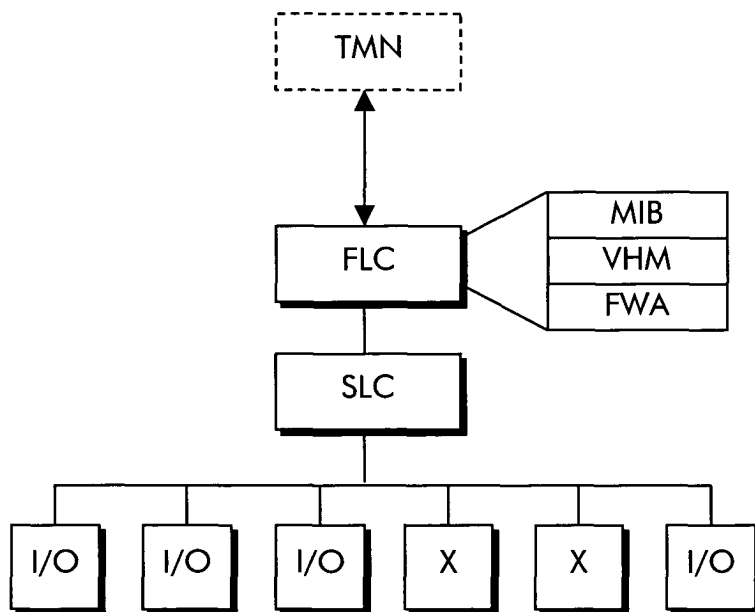 TMN
FLC
MIB
VHM
FWA
SLC
I/O I/O I/O X X I/O